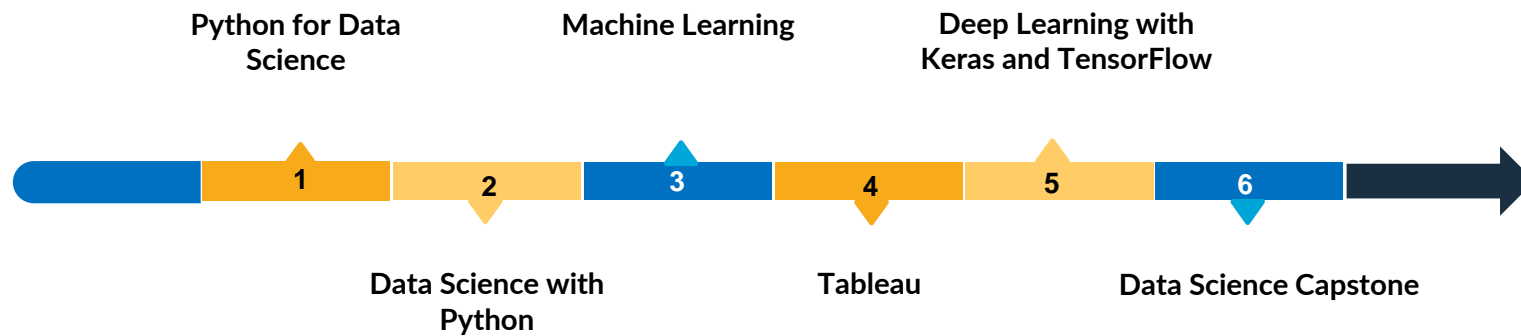 Python for Data
Science
Machine Learning
Deep Learning with
Keras and TensorFlow
1
2
3
4
5
6
Data Science with
Python
Tableau
Data Science Capstone